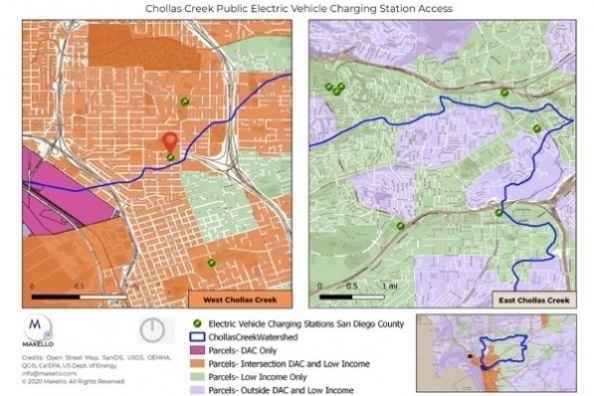 Chollas Creek Public Electric Vehicle Charging Station Access
0 0.5 1 mi
West Chollas Creek
0 0.5 1 mi
East Chollas Creek
MAKELLO
Credits: Open Street Map, SanGIS, USGS, OEHHA,
QGIS, CalEPA, US Dept. of Energy
info@makello.com
© 2020 Makello. All Rights Reserved.
Electric Vehicle Charging Stations San Diego County
ChollasCreekWatershed
Parcels- DAC Only
Parcels- Intersection DAC and Low Income
Parcels- Low Income Only
Parcels- Outside DAC and Low Income